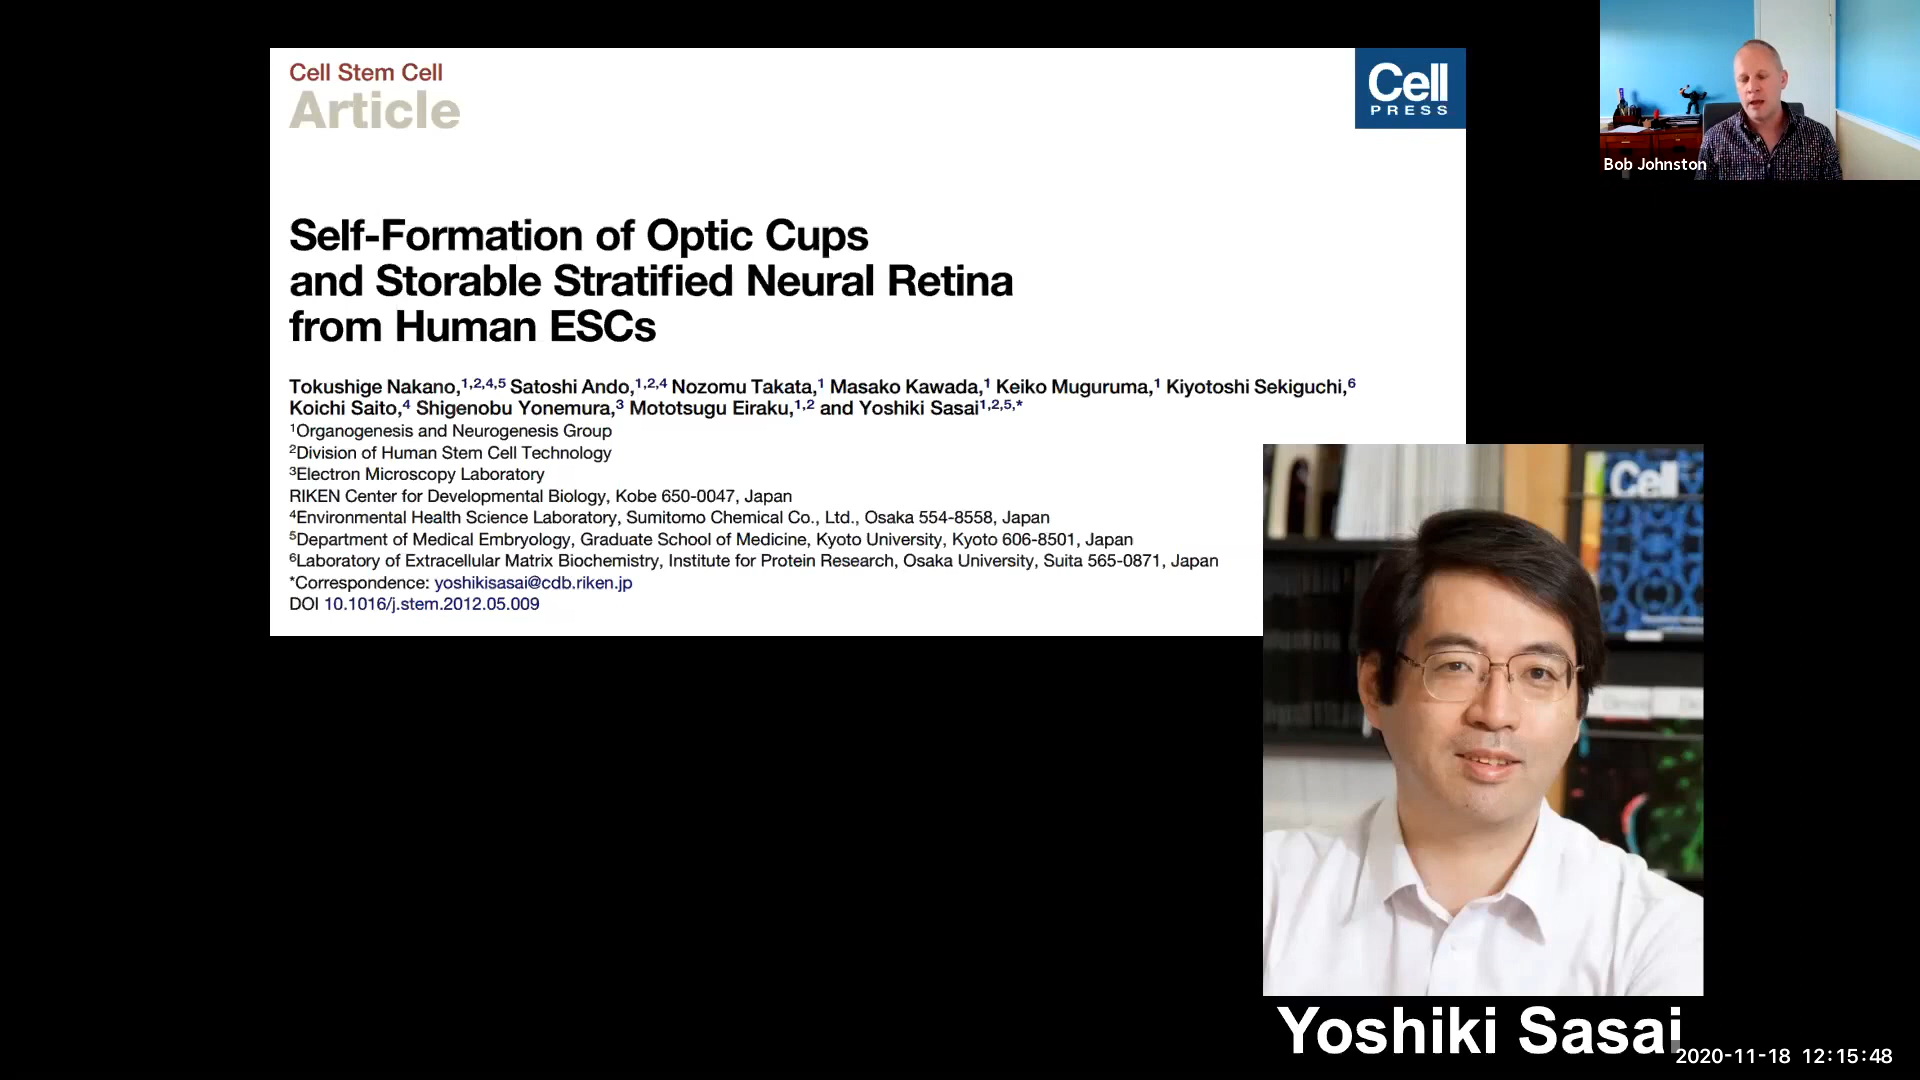 Cell Stem Cell
Article
Cell
PRESS
Self-Formation of Optic Cups
and Storable Stratified Neural Retina
from Human ESCs
Tokushige Nakano,1,2,4,5 Satoshi Ando,1,2,4 Nozomu Takata,1 Masako Kawada,1 Keiko Muguruma,1 Kiyotoshi Sekiguchi,6
Koichi Saito,4 Shigenobu Yonemura,3 Mototsugu Eiraku,1,2 and Yoshiki Sasai1,2,5,*
1Organogenesis and Neurogenesis Group
2Division of Human Stem Cell Technology
3Electron Microscopy Laboratory
RIKEN Center for Developmental Biology, Kobe 650-0047, Japan
4Environmental Health Science Laboratory, Sumitomo Chemical Co., Ltd., Osaka 554-8558, Japan
5Department of Medical Embryology, Graduate School of Medicine, Kyoto University, Kyoto 606-8501, Japan
6Laboratory of Extracellular Matrix Biochemistry, Institute for Protein Research, Osaka University, Suita 565-0871, Japan
*Correspondence: yoshikisasai@cdb.riken.jp
DOI 10.1016/j.stem.2012.05.009
Bob Johnston
Cell
Yoshiki Sasai
2020-11-18 12:15:48